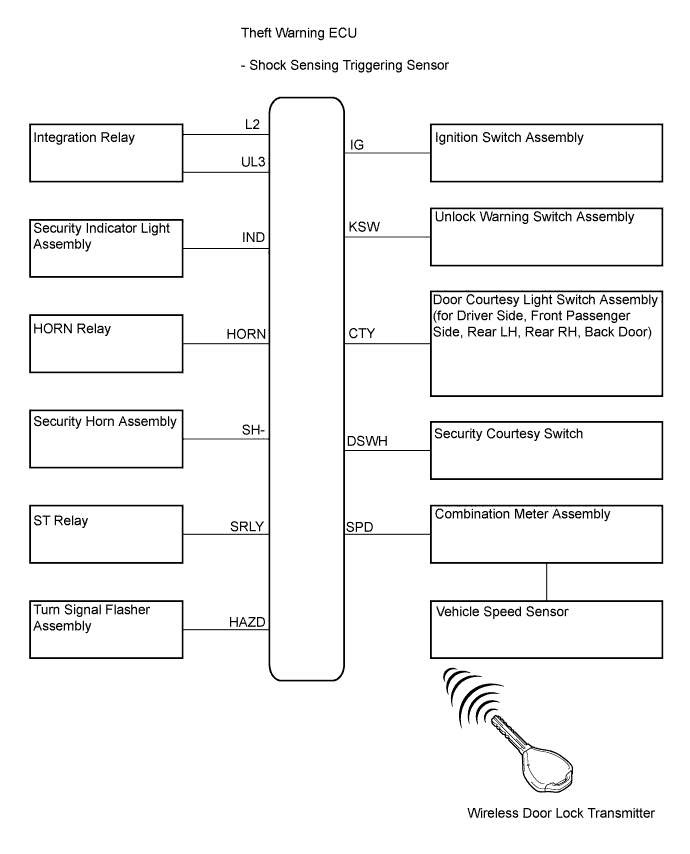 Theft Warning ECU
- Shock Sensing Triggering Sensor
Integration Relay
L2
UL3
Security Indicator Light
Assembly
IND
HORN Relay
HORN
Security Horn Assembly
SH-
ST Relay
SRLY
Turn Signal Flasher
Assembly
HAZD
IG
Ignition Switch Assembly
KSW
Unlock Warning Switch Assembly
CTY
Door Courtesy Light Switch Assembly
(for Driver Side, Front Passenger
Side, Rear LH, Rear RH, Back Door)
DSWH
Security Courtesy Switch
SPD
Combination Meter Assembly
Vehicle Speed Sensor
Wireless Door Lock Transmitter